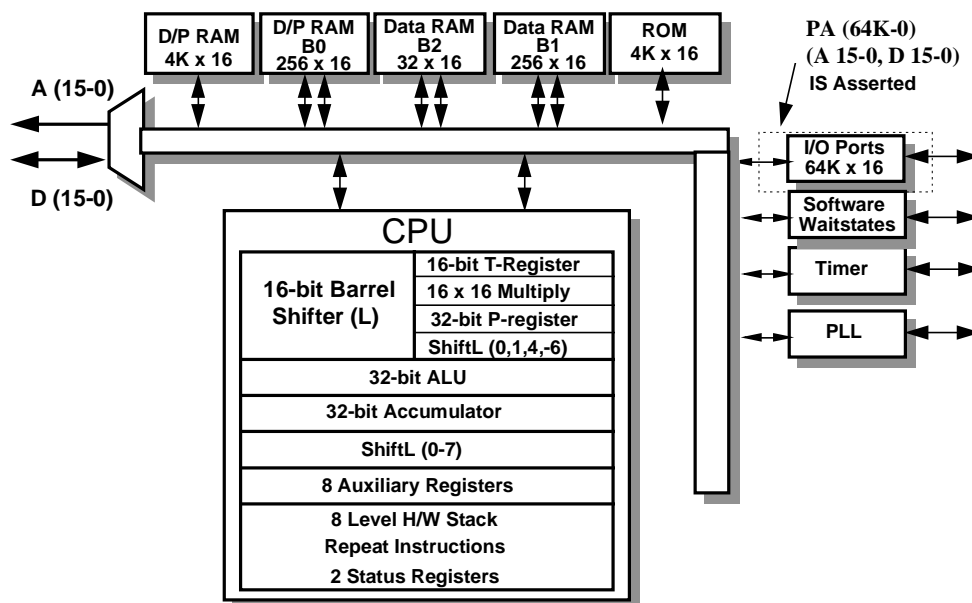 D/P RAM
4K x 16
D/P RAM
B0
256 x 16
Data RAM
B2
32 x 16
Data RAM
B1
256 x 16
ROM
4K x 16
PA (64K-0)
(A 15-0, D 15-0)
IS Asserted
A (15-0)
D (15-0)
I/O Ports
64K x 16
Software
Waitstates
Timer
PLL
CPU
16-bit Barrel
Shifter (L)
16-bit T-Register
16 x 16 Multiply
32-bit P-register
ShiftL (0,1,4,-6)
32-bit ALU
32-bit Accumulator
ShiftL (0-7)
8 Auxiliary Registers
8 Level H/W Stack
Repeat Instructions
2 Status Registers